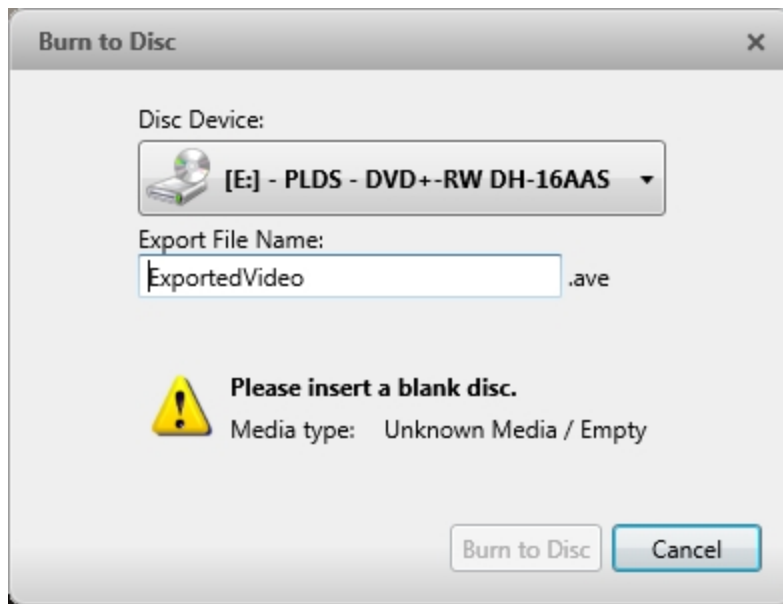 Burn to Disc
Disc Device:
[E:] - PLDS - DVD+-RW DH-16AAS
Export File Name:
ExportedVideo .ave
Please insert a blank disc.
Media type: Unknown Media / Empty
Burn to Disc Cancel